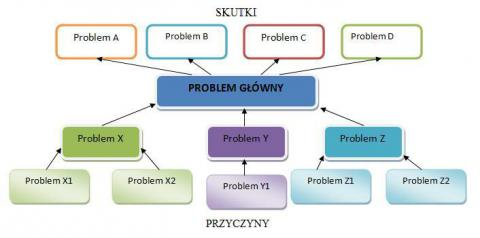 SKUTKI
Problem A
Problem B
Problem C
Problem D
PROBLEM GŁÓWNY
Problem X
Problem Y
Problem Z
Problem X1
Problem X2
Problem Y1
Problem Z1
Problem Z2
PRZYCZYNY